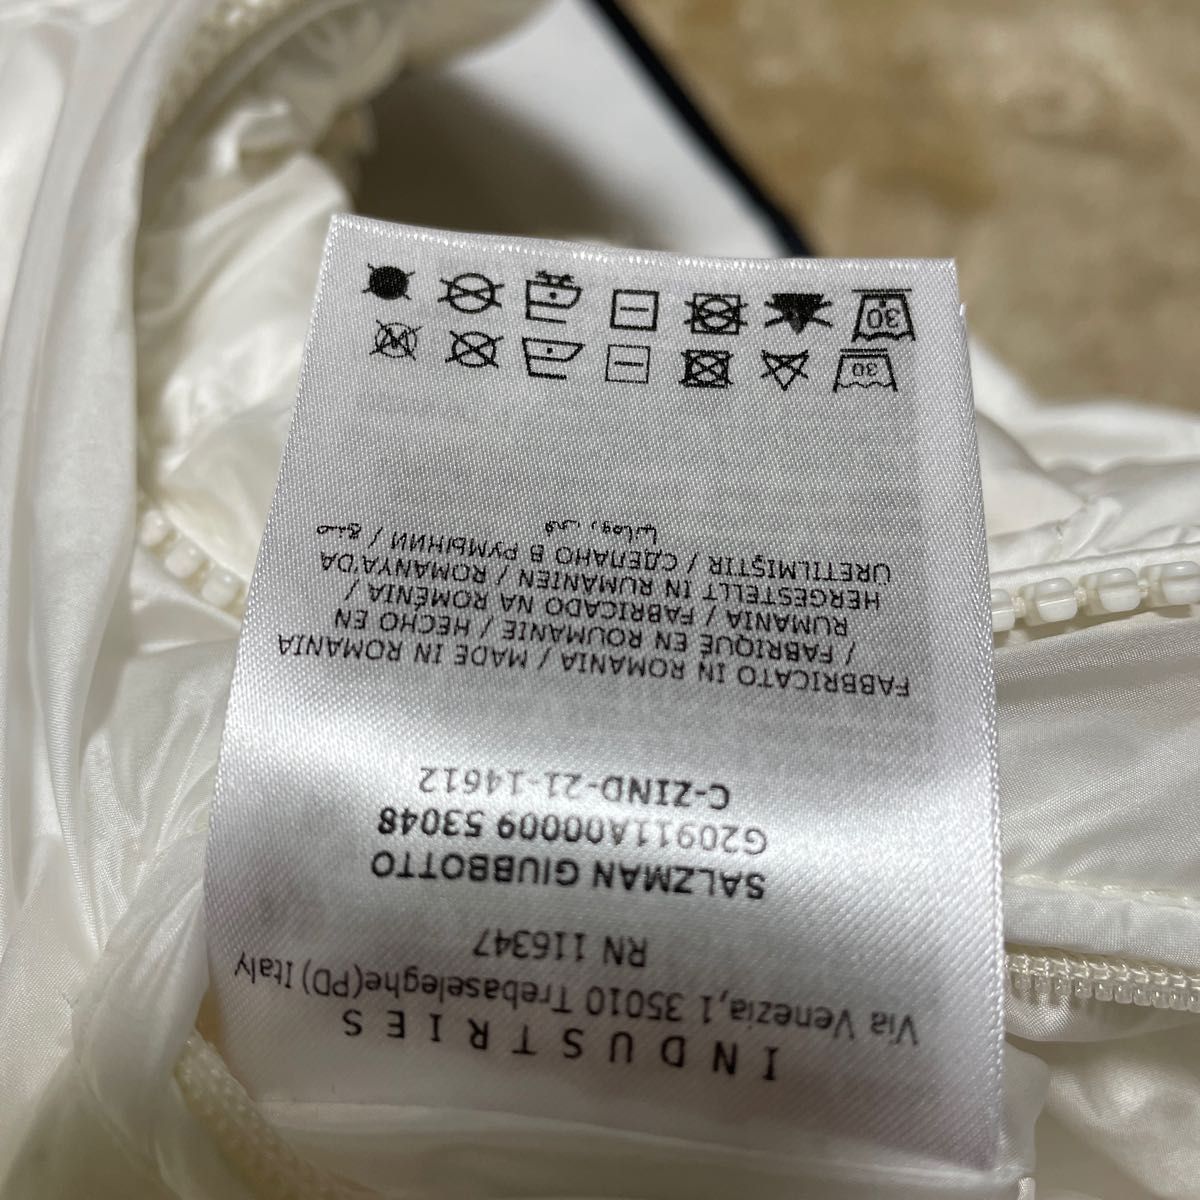 INDUSTRIES
Via Venezia,1 35010 Trebaseleghe(PD) Italy
RN 116347
SALZMAN GIUBBOTTO
G20911A00009 53048
C-ZIND-21-14612
FABBRICATO IN ROMANIA / MADE IN ROMANIA
/ FABRIQUE EN ROUMANIE / HECHO EN
RUMANIA / FABRICADO NA ROMÉNIA /
HERGESTELLT IN RUMÄNIEN / ROMANYA'DA
ÜRETILMIŞTIR / СДЕЛАНО В РУМЫНИИ / صنع
في رومانيا
30
30